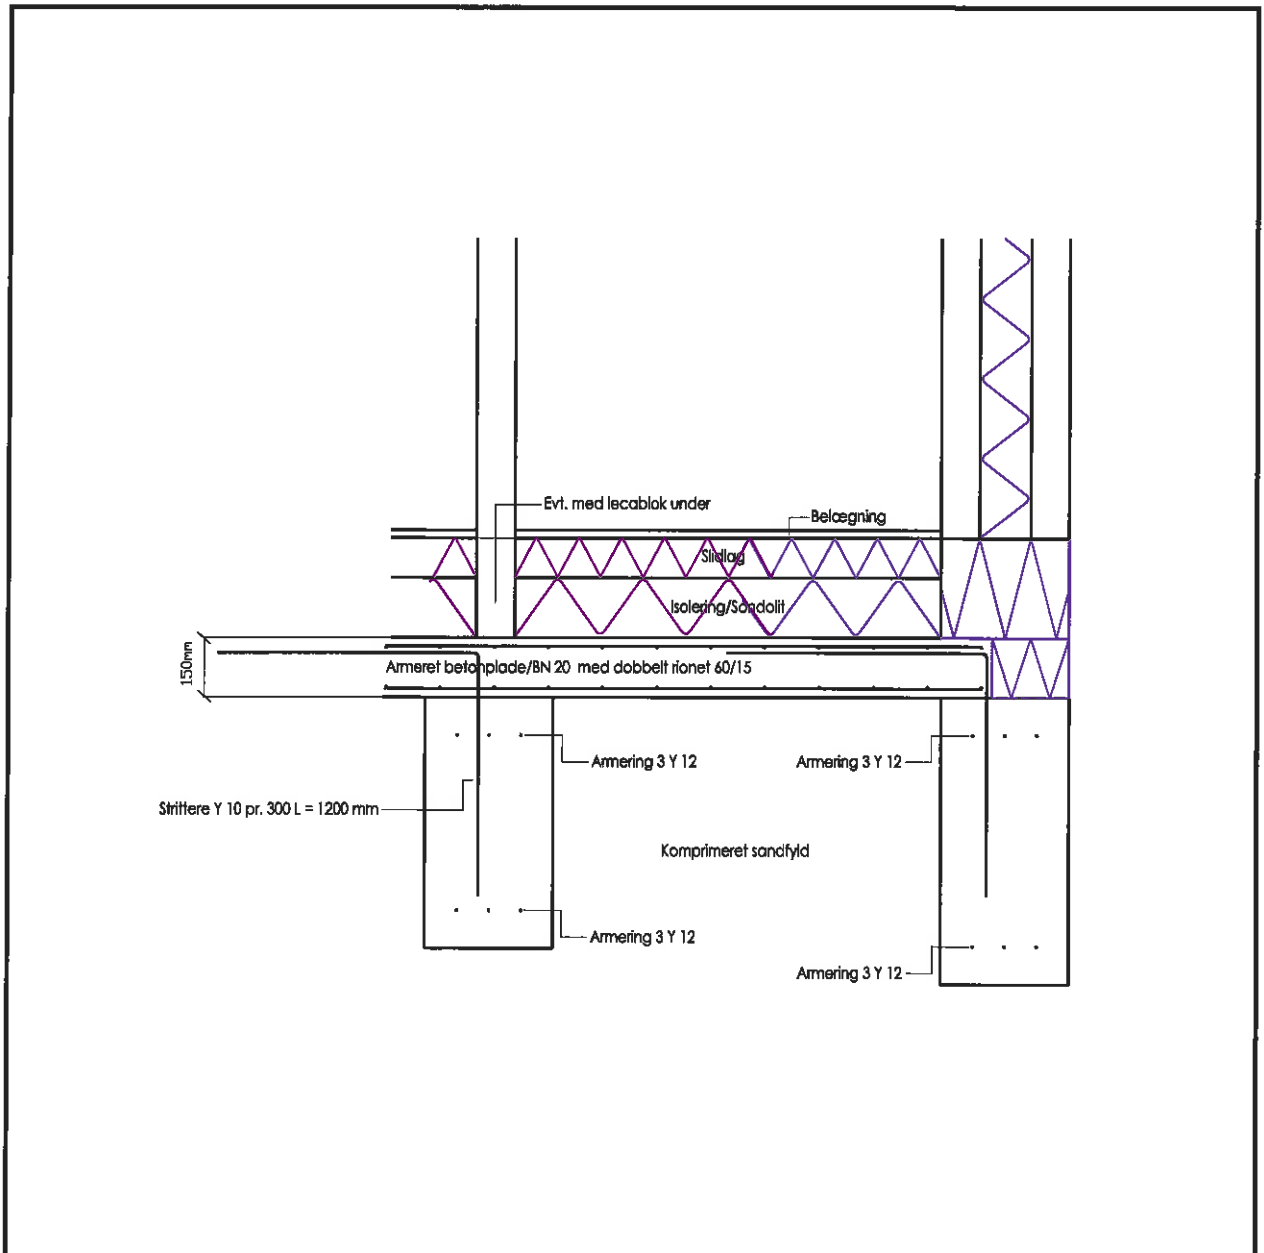 Evt. med lecablok under
Belægning
Slidlag
Isolering/Sundolit
150mm
Armeret betonplade/BN 20 med dobbelt rionet 60/15
Armering 3 Y 12
Armering 3 Y 12
Strittere Y 10 pr. 300 L = 1200 mm
Komprimeret sandfyld
Armering 3 Y 12
Armering 3 Y 12